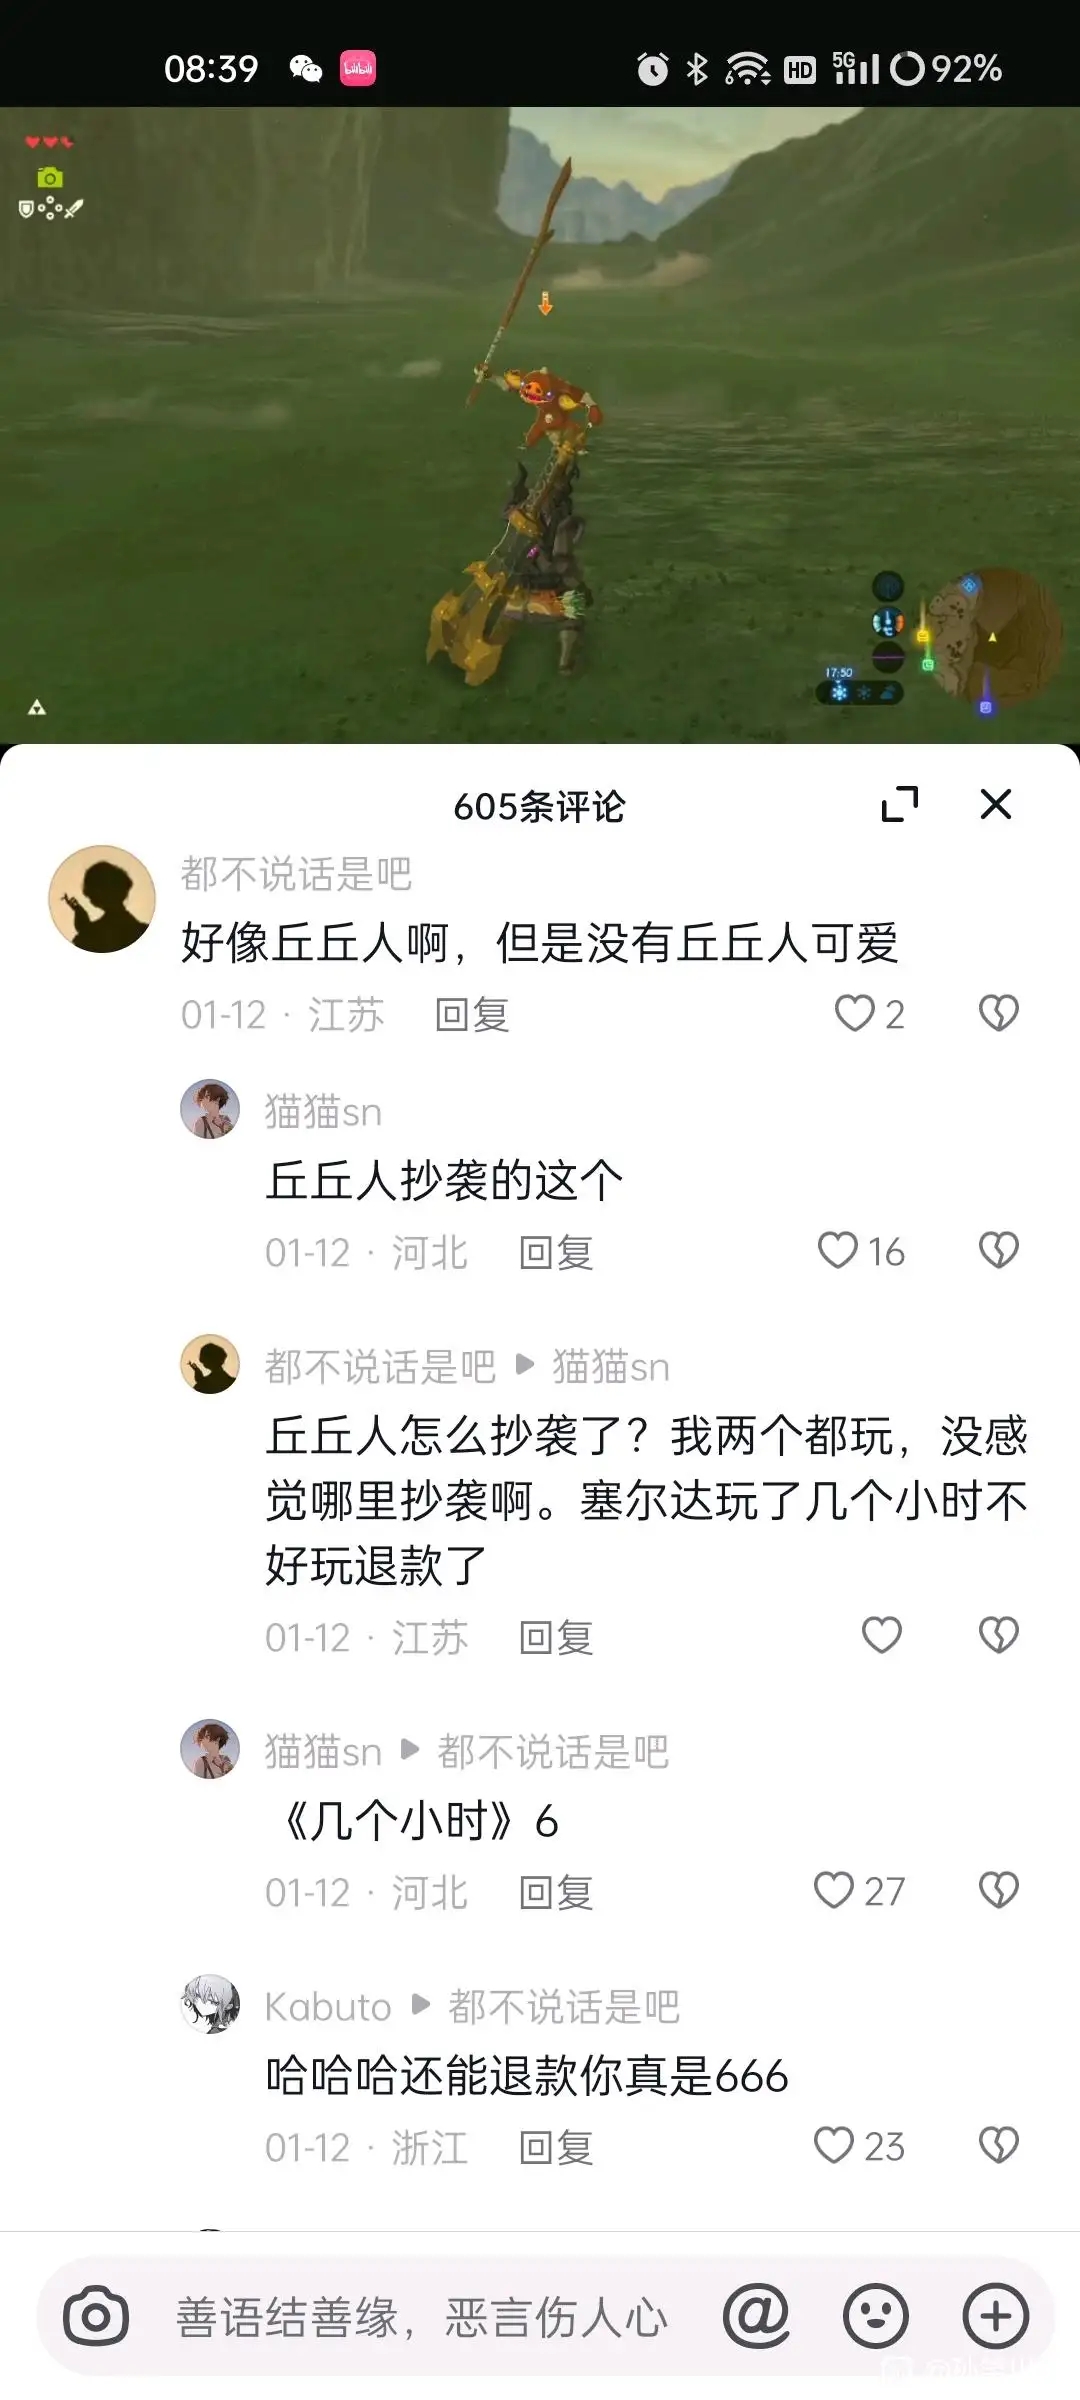 08:39
bilibili
6
HD
5G
92%
17:50
605条评论
都不说话是吧
好像丘丘人啊，但是没有丘丘人可爱
01-12 · 江苏 回复 2
猫猫sn
丘丘人抄袭的这个
01-12 · 河北 回复 16
都不说话是吧 猫猫sn
丘丘人怎么抄袭了？我两个都玩，没感
觉哪里抄袭啊。塞尔达玩了几个小时不
好玩退款了
01-12 · 江苏 回复
猫猫sn 都不说话是吧
《几个小时》6
01-12 · 河北 回复 27
Kabuto 都不说话是吧
哈哈哈还能退款你真是666
01-12 · 浙江 回复 23
善语结善缘，恶言伤人心